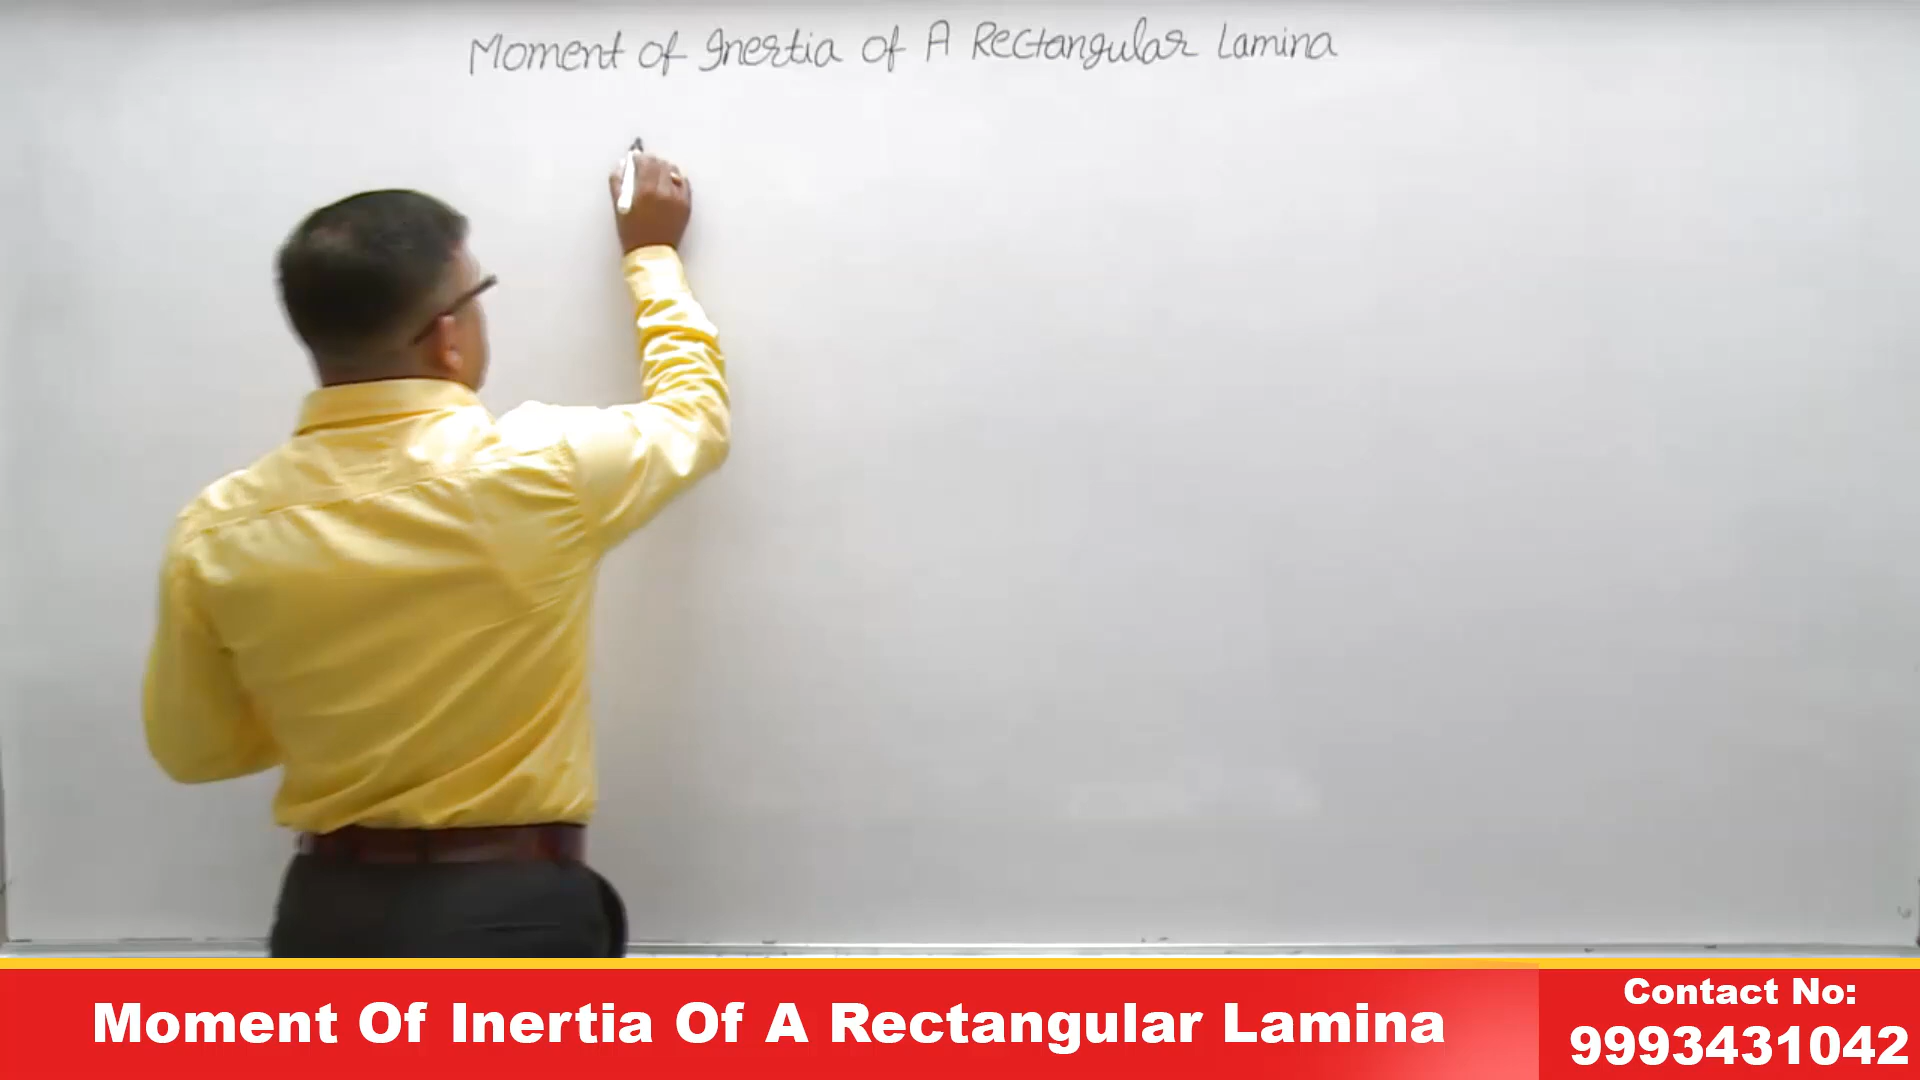 Moment of Inertia of A Rectangular Lamina
Moment Of Inertia Of A Rectangular Lamina
Contact No:
9993431042